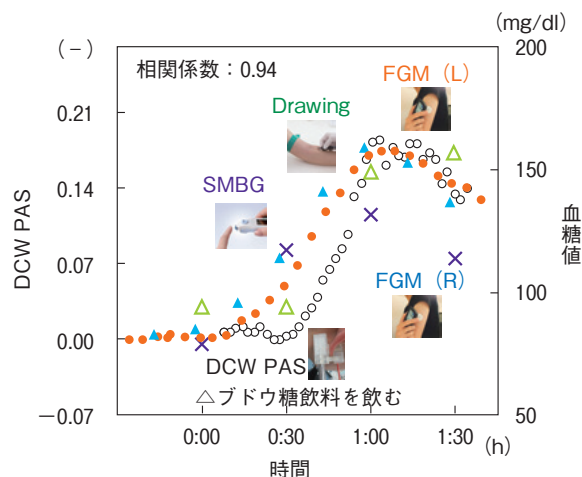 (−)
(mg/dl)
相関係数：0.94
FGM（L）
Drawing
SMBG
FGM（R）
DCW PAS
△ブドウ糖飲料を飲む
0.21
0.14
0.07
0.00
−0.07
DCW PAS
200
150
100
50
血糖値
0:00
0:30
1:00
1:30
(h)
時間